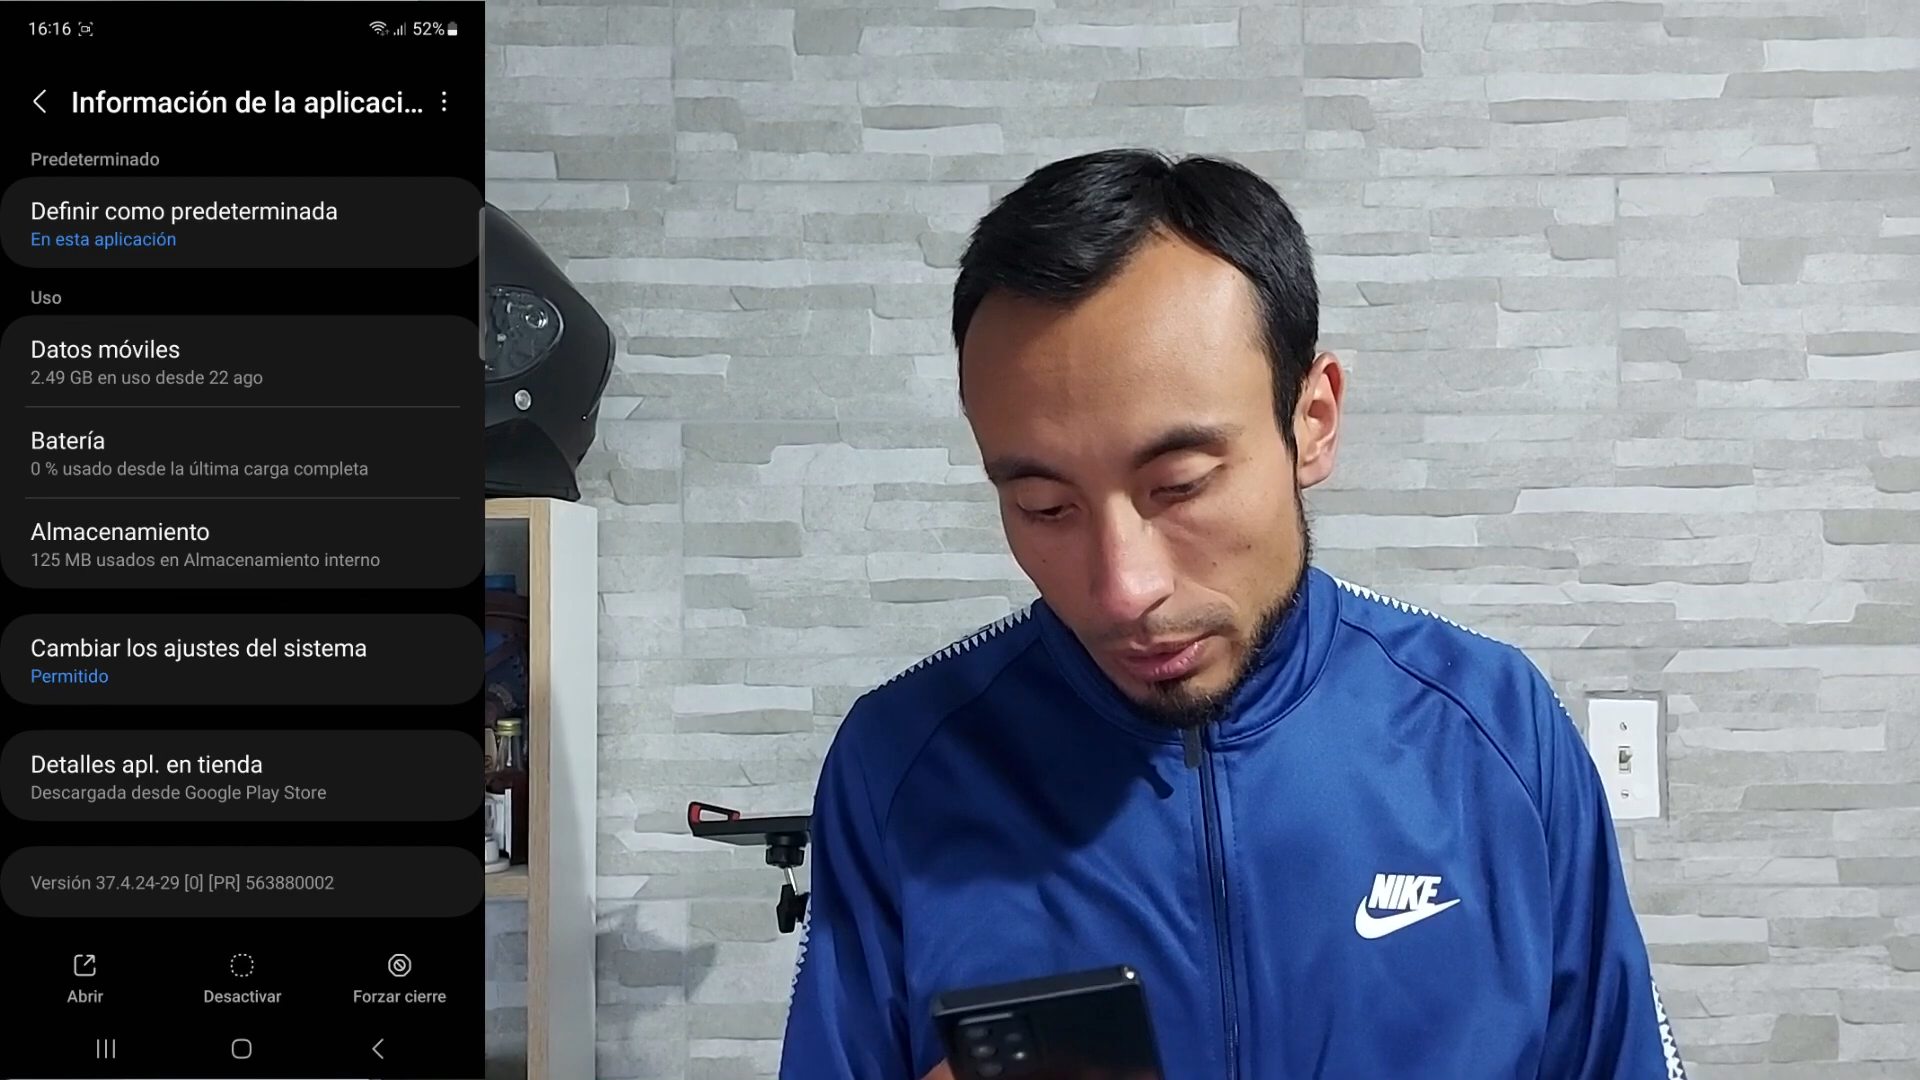 16:16
52%
Información de la aplicaci...
Predeterminado
Definir como predeterminada
En esta aplicación
Uso
Datos móviles
2.49 GB en uso desde 22 ago
Batería
0 % usado desde la última carga completa
Almacenamiento
125 MB usados en Almacenamiento interno
Cambiar los ajustes del sistema
Permitido
Detalles apl. en tienda
Descargada desde Google Play Store
Versión 37.4.24-29 [0] [PR] 563880002
Abrir
Desactivar
Forzar cierre
NIKE